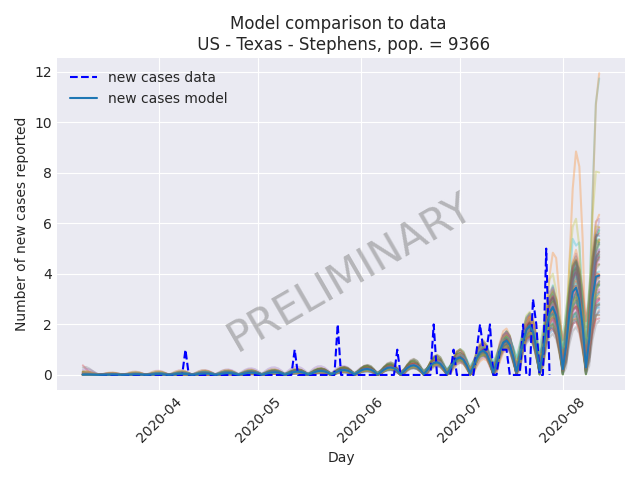 Model comparison to data
US - Texas - Stephens, pop. = 9366
new cases data
new cases model
Number of new cases reported
12
10
8
6
4
2
0
PRELIMINARY
2020-04
2020-05
2020-06
2020-07
2020-08
Day